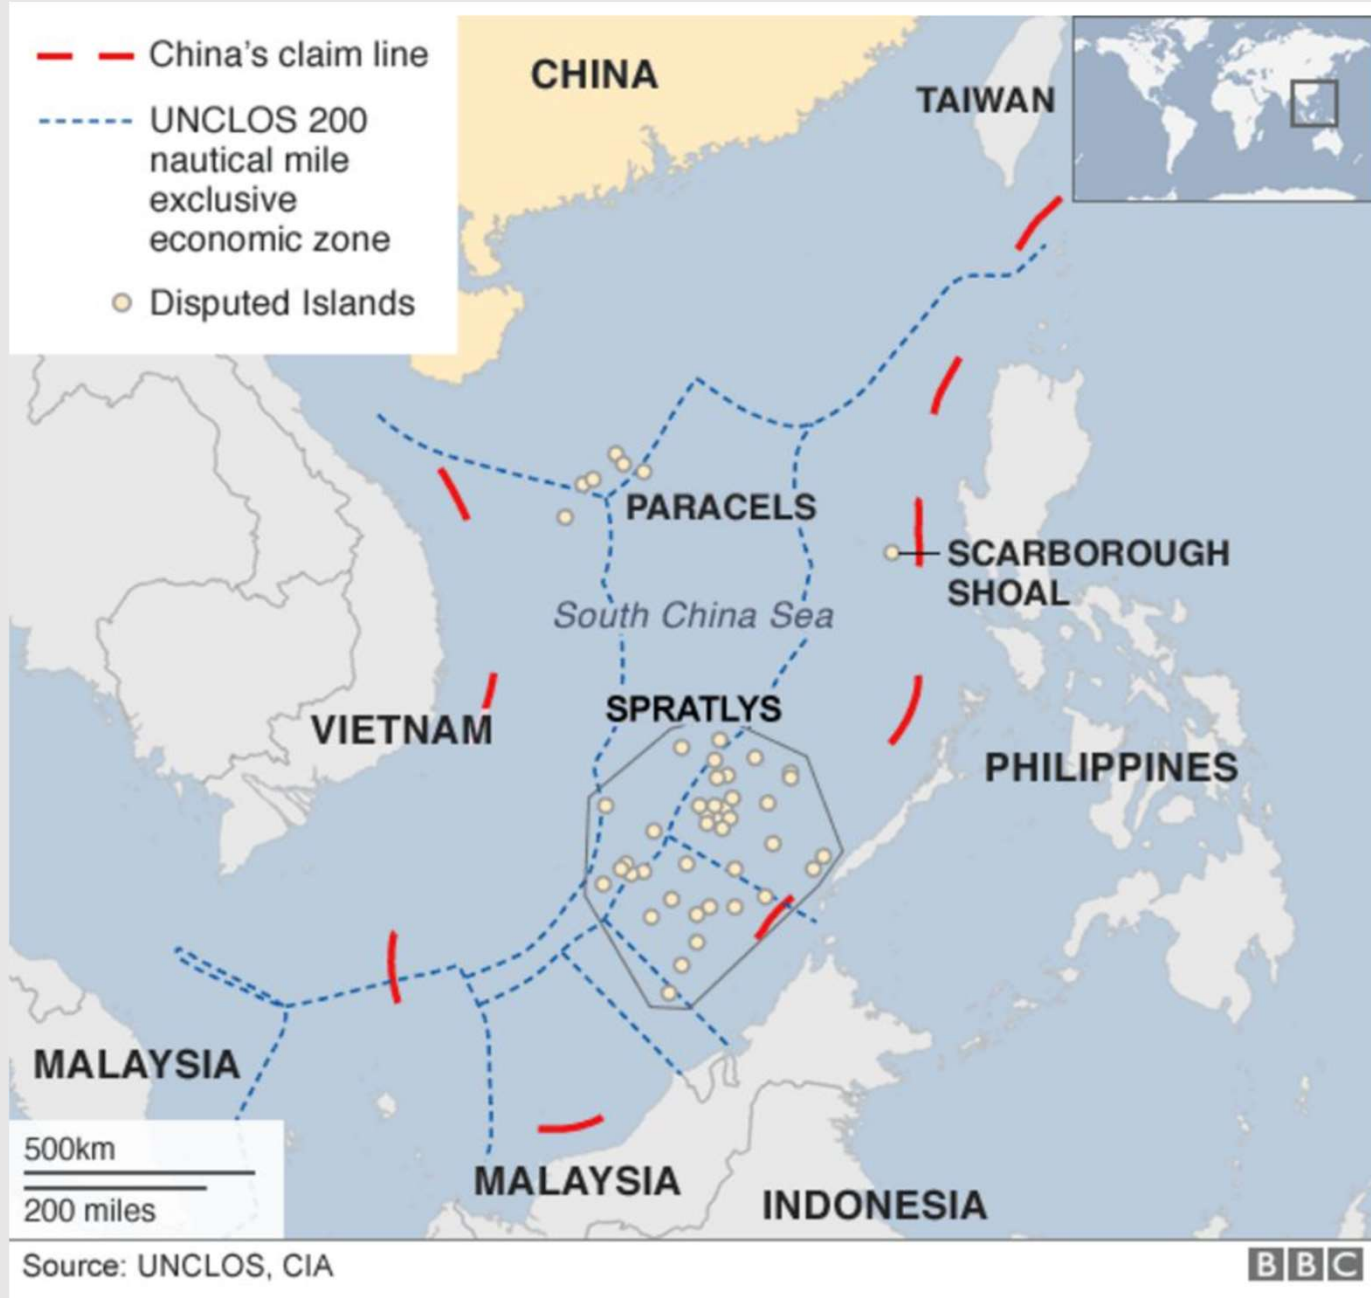 China's claim line
UNCLOS 200
nautical mile
exclusive
economic zone
Disputed Islands
CHINA
TAIWAN
PARACELS
SCARBOROUGH
SHOAL
South China Sea
SPRATLYS
VIETNAM
PHILIPPINES
MALAYSIA
500km
200 miles
MALAYSIA
INDONESIA
Source: UNCLOS, CIA
BBC